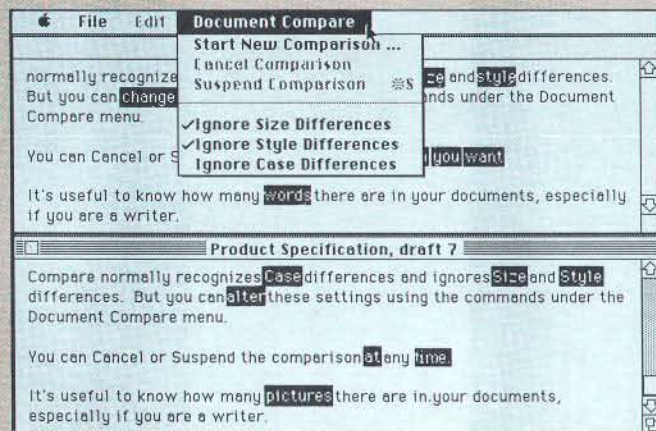 File Edit Document Compare
Start New Comparison ...
Cancel Comparison
Suspend Comparison ⌘S
✓Ignore Size Differences
✓Ignore Style Differences
Ignore Case Differences
normally recognize ze and style differences.
But you can change nds under the Document
Compare menu.
You can Cancel or S you want
It's useful to know how many words there are in your documents, especially
if you are a writer.
Product Specification, draft 7
Compare normally recognizes Case differences and ignores Size and Style
differences. But you can alter these settings using the commands under the
Document Compare menu.
You can Cancel or Suspend the comparison at any time.
It's useful to know how many pictures there are in.your documents,
especially if you are a writer.